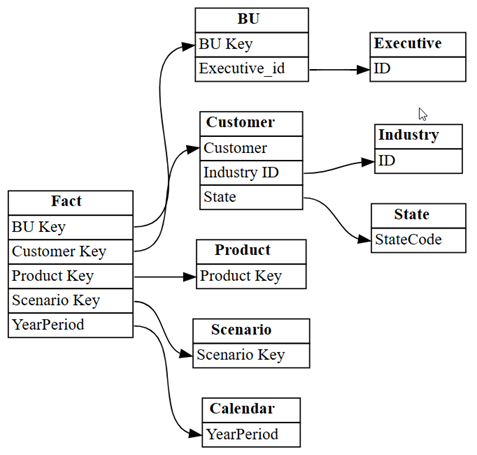 BU
BU Key
Executive_id
Executive
ID
Customer
Customer
Industry ID
State
Industry
ID
State
StateCode
Fact
BU Key
Customer Key
Product Key
Scenario Key
YearPeriod
Product
Product Key
Scenario
Scenario Key
Calendar
YearPeriod